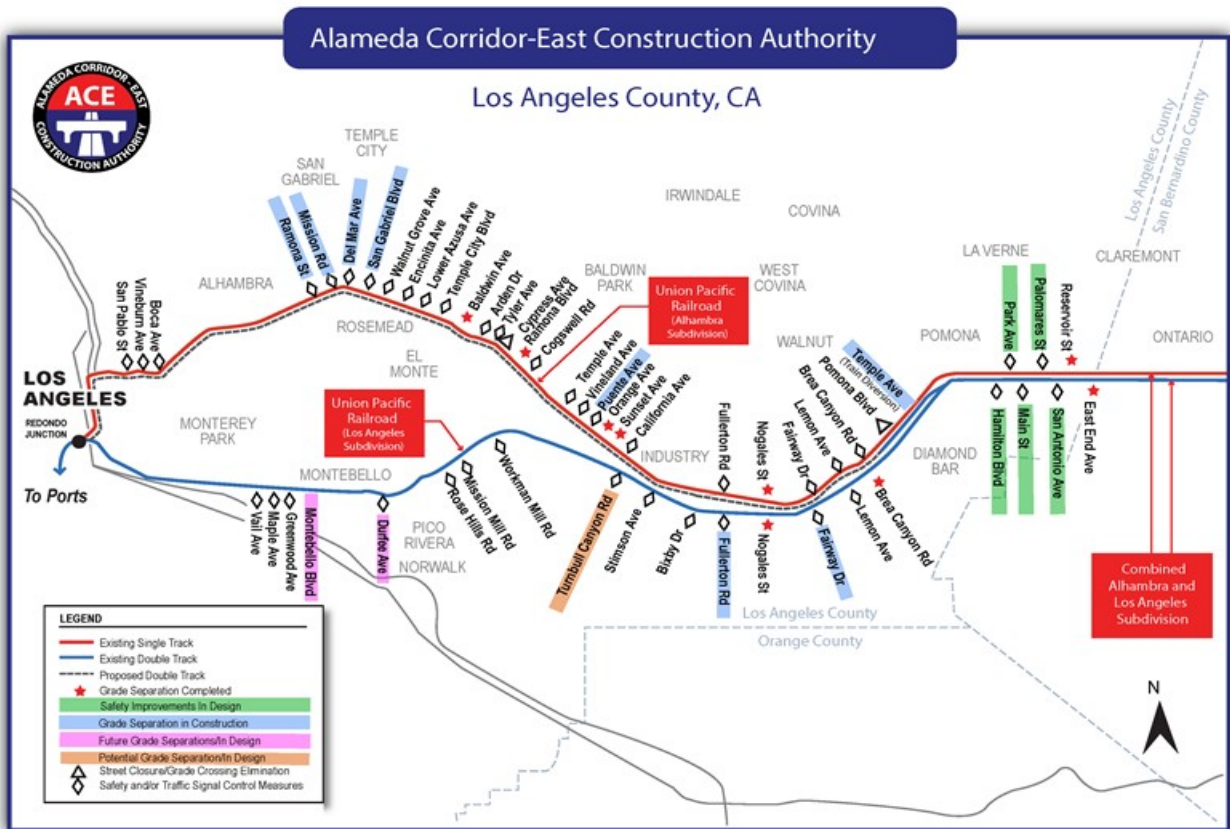 Alameda Corridor-East Construction Authority
Los Angeles County, CA
ALAMEDA CORRIDOR - EAST
ACE
CONSTRUCTION AUTHORITY
Los Angeles County
San Bernardino County
TEMPLE
CITY
SAN
GABRIEL
IRWINDALE
COVINA
LA VERNE
CLAREMONT
ALHAMBRA
BALDWIN
PARK
WEST
COVINA
ROSEMEAD
EL
MONTE
WALNUT
POMONA
ONTARIO
Ramona St
Mission Rd
Del Mar Ave
San Gabriel Blvd
Walnut Grove Ave
Encinita Ave
Lower Azusa Ave
Temple City Blvd
Baldwin Ave
Arden Dr
Tyler Ave
Cypress Ave
Ramona Blvd
Cogswell Rd
Union Pacific
Railroad
(Alhambra
Subdivision)
San Pablo St
Vineburn Ave
Boca Ave
Temple Ave
Vineland Ave
Puente Ave
Orange Ave
Sunset Ave
California Ave
Fullerton Rd
Nogales St
Fairway Dr
Lemon Ave
Brea Canyon Rd
Pomona Blvd
Temple Ave
(Train Diversion)
Park Ave
Palomares St
Reservoir St
LOS
ANGELES
REDONDO
JUNCTION
To Ports
MONTEREY
PARK
MONTEBELLO
Union Pacific
Railroad
(Los Angeles
Subdivision)
INDUSTRY
DIAMOND
BAR
PICO
RIVERA
NORWALK
Vail Ave
Maple Ave
Greenwood Ave
Montebello Blvd
Durfee Ave
Rose Hills Rd
Mission Mill Rd
Workman Mill Rd
Turnbull Canyon Rd
Stimson Ave
Bixby Dr
Fullerton Rd
Nogales St
Fairway Dr
Lemon Ave
Brea Canyon Rd
Hamilton Blvd
Main St
San Antonio Ave
East End Ave
Combined
Alhambra and
Los Angeles
Subdivision
Los Angeles County
Orange County
N
LEGEND
Existing Single Track
Existing Double Track
Proposed Double Track
Grade Separation Completed
Safety Improvements In Design
Grade Separation in Construction
Future Grade Separations/In Design
Potential Grade Separation/In Design
Street Closure/Grade Crossing Elimination
Safety and/or Traffic Signal Control Measures